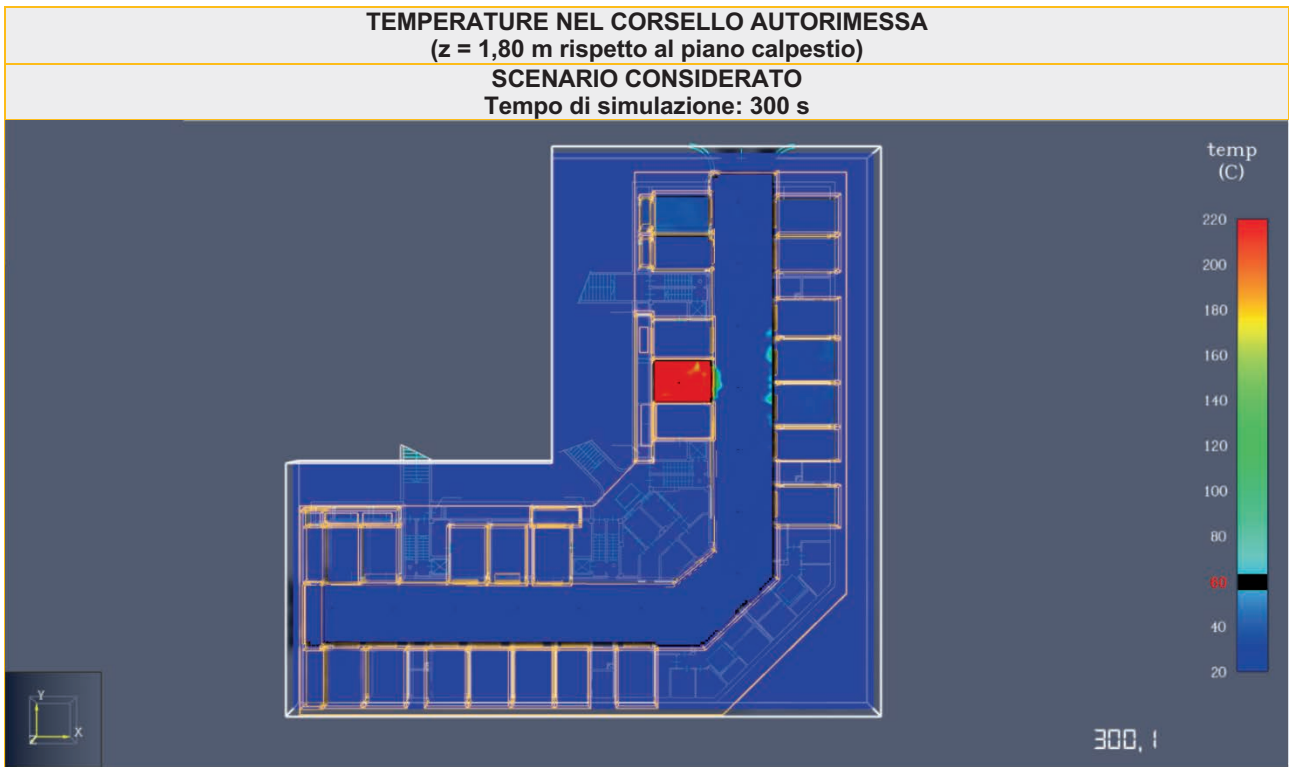 TEMPERATURE NEL CORSELLO AUTORIMESSA
(z = 1,80 m rispetto al piano calpestio)
SCENARIO CONSIDERATO
Tempo di simulazione: 300 s
temp
(C)
220
200
180
160
140
120
100
80
60
40
20
Y
Z
X
300,1